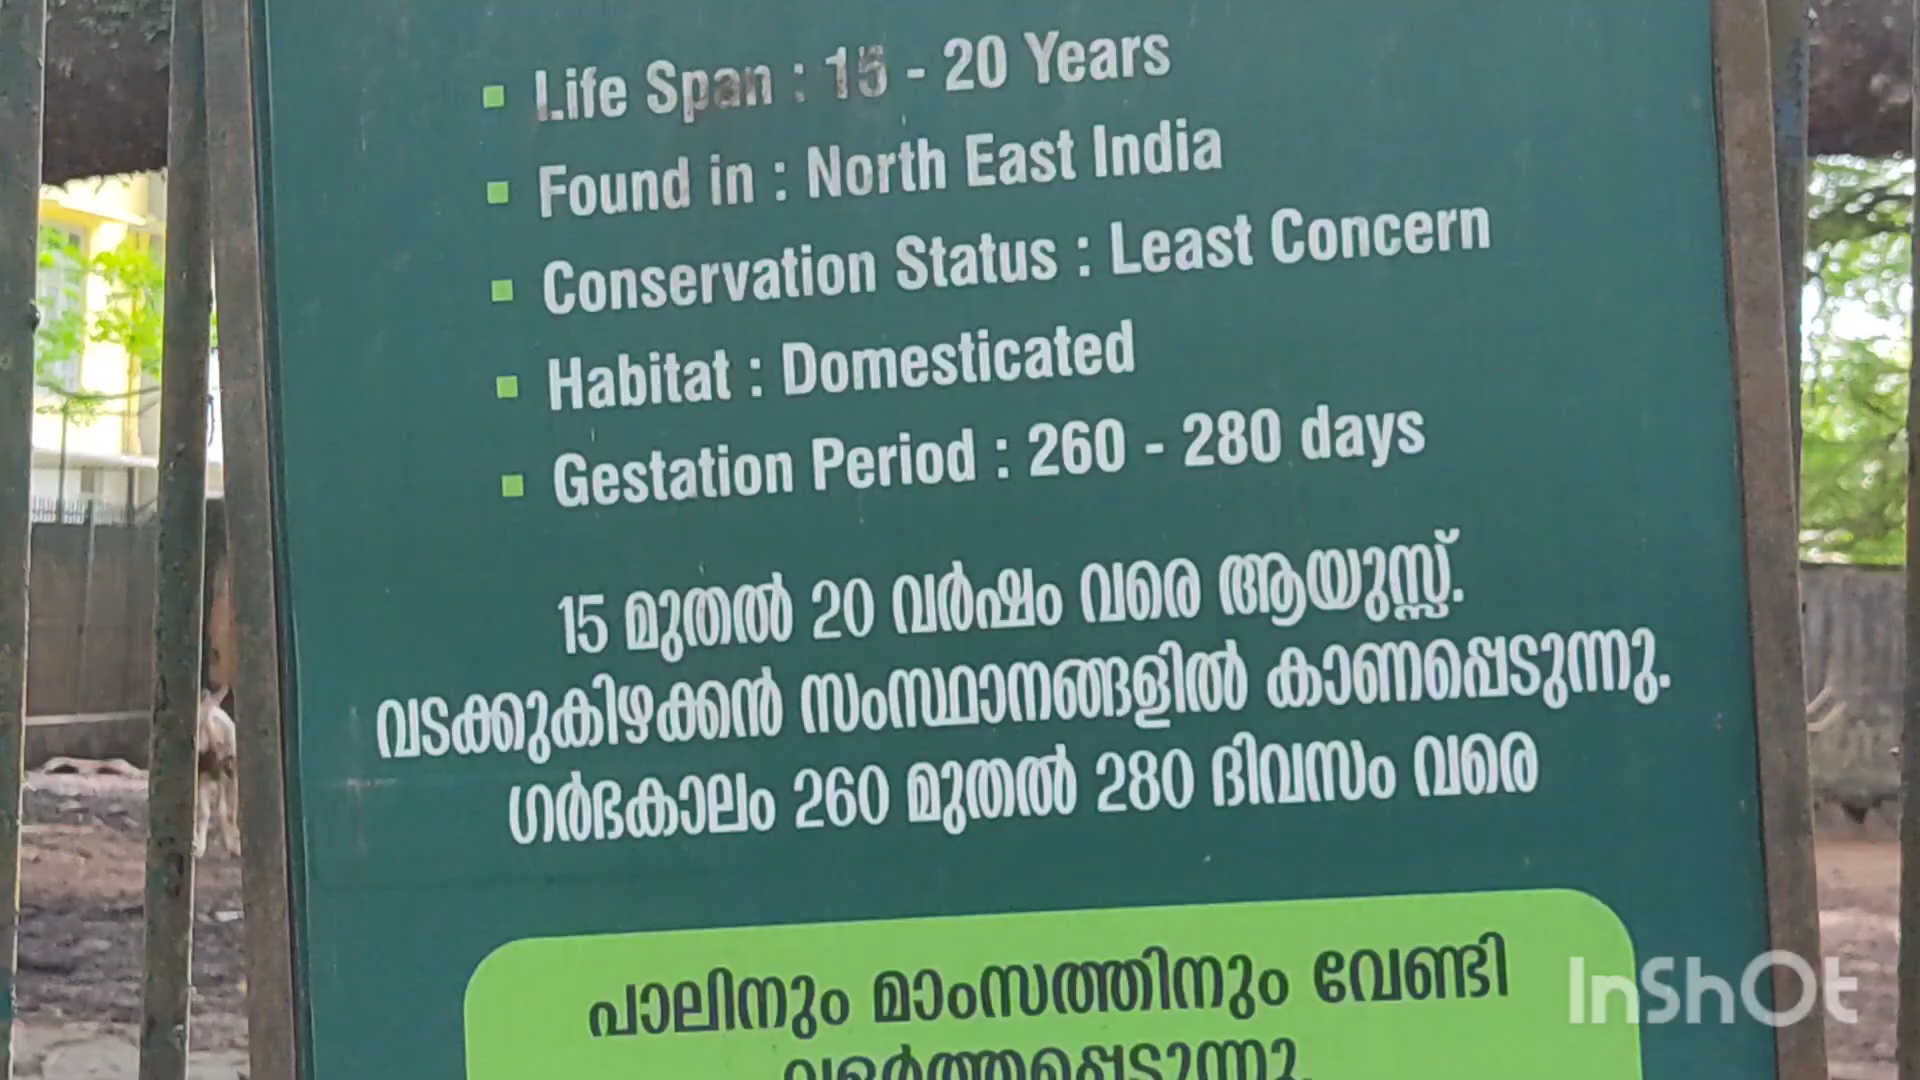 Life Span : 15 - 20 Years
Found in : North East India
Conservation Status : Least Concern
Habitat : Domesticated
Gestation Period : 260 - 280 days
15 മുതൽ 20 വർഷം വരെ ആയുസ്സ്.
വടക്കുകിഴക്കൻ സംസ്ഥാനങ്ങളിൽ കാണപ്പെടുന്നു.
ഗർഭകാലം 260 മുതൽ 280 ദിവസം വരെ
പാലിനും മാംസത്തിനും വേണ്ടി
വളർത്തപ്പെടുന്നു.
InShOt